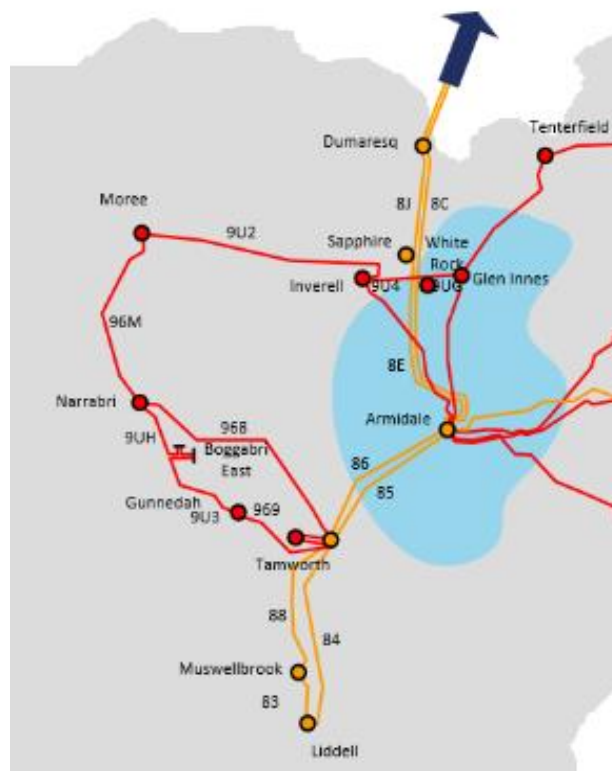 Dumaresq
Tenterfield
Moree
8J
8C
9U2
Sapphire
White
Rock
Inverell
9U4
9UG
Glen Innes
96M
8E
Narrabri
Armidale
9UH
968
Boggabri
East
86
85
Gunnedah
9U3
969
Tamworth
88
84
Muswellbrook
83
Liddell